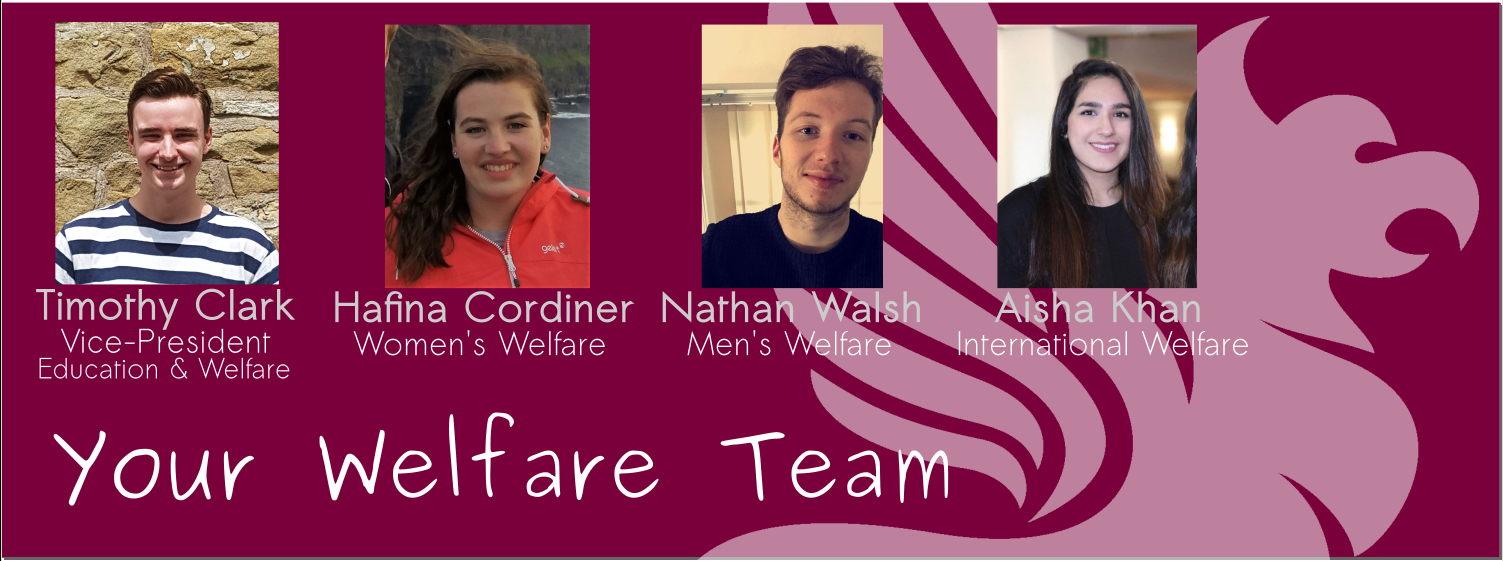 Timothy Clark
Vice-President
Education & Welfare
Hafina Cordiner
Women's Welfare
Nathan Walsh
Men's Welfare
Aisha Khan
International Welfare
Your Welfare Team